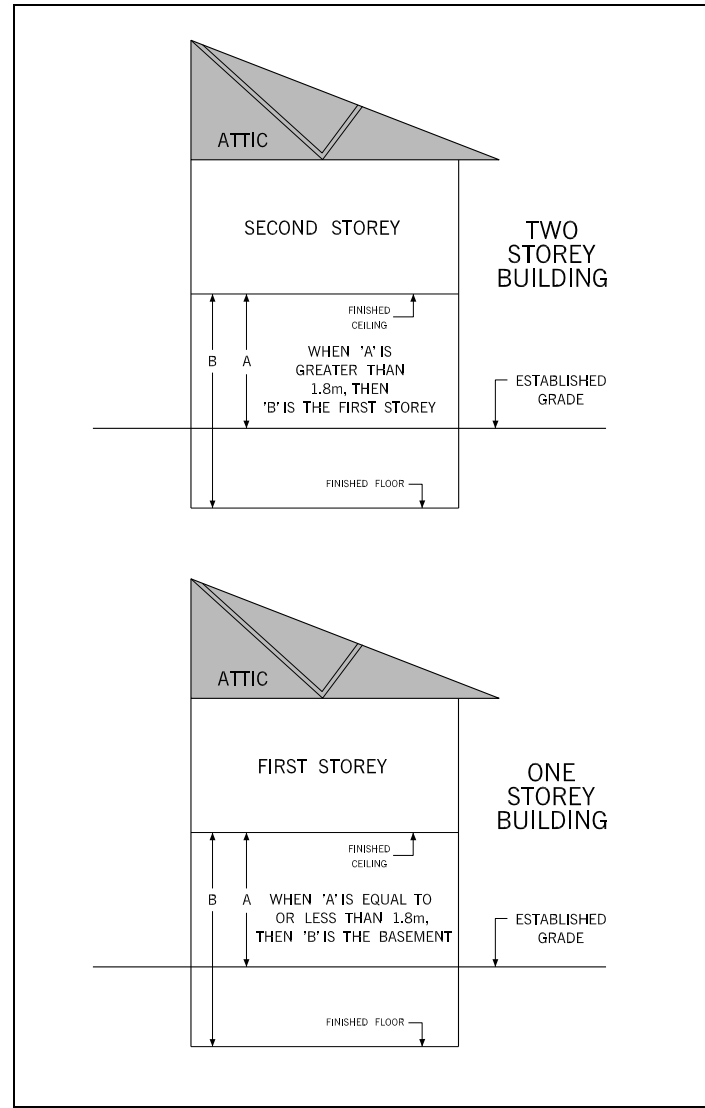 ATTIC
SECOND STOREY
TWO
STOREY
BUILDING
FINISHED
CEILING
B
A
WHEN 'A' IS
GREATER THAN
1.8m, THEN
'B' IS THE FIRST STOREY
ESTABLISHED
GRADE
FINISHED FLOOR
ATTIC
FIRST STOREY
ONE
STOREY
BUILDING
FINISHED
CEILING
B
A
WHEN 'A' IS EQUAL TO
OR LESS THAN 1.8m,
THEN 'B' IS THE BASEMENT
ESTABLISHED
GRADE
FINISHED FLOOR